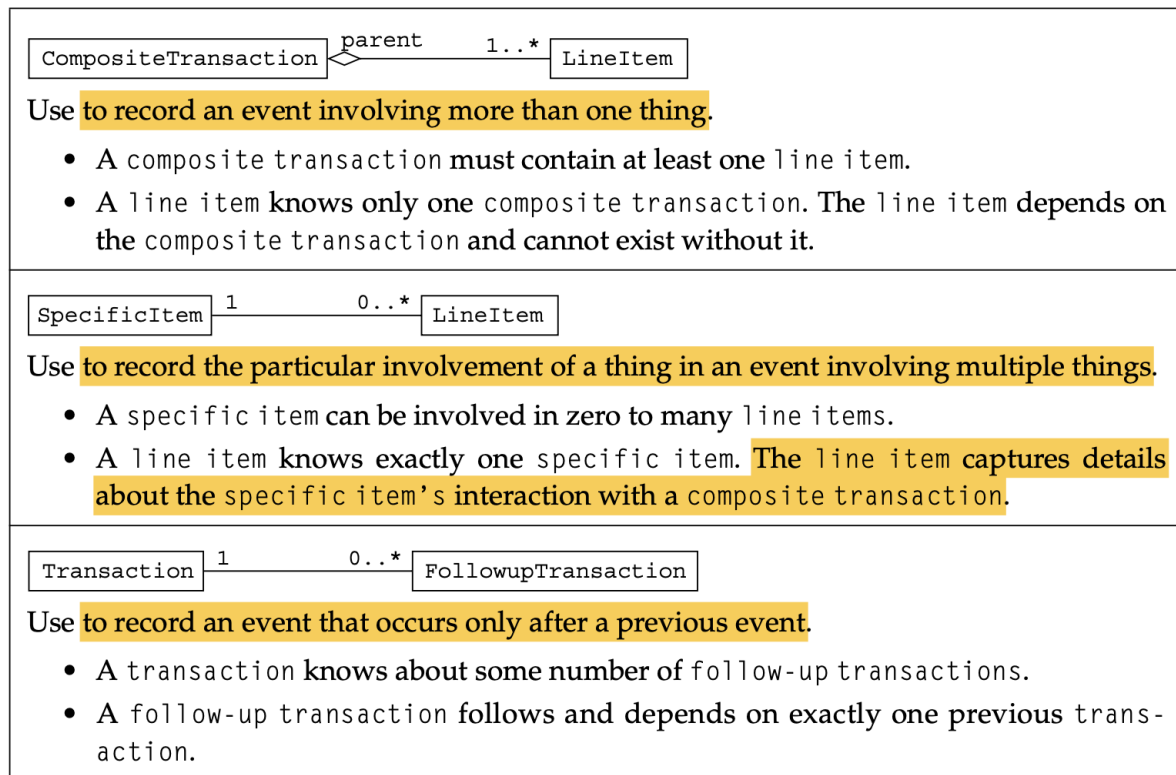 parent 1..*
CompositeTransaction LineItem
Use to record an event involving more than one thing.
• A composite transaction must contain at least one line item.
• A line item knows only one composite transaction. The line item depends on
the composite transaction and cannot exist without it.
1 0..*
SpecificItem LineItem
Use to record the particular involvement of a thing in an event involving multiple things.
• A specific item can be involved in zero to many line items.
• A line item knows exactly one specific item. The line item captures details
about the specific item's interaction with a composite transaction.
1 0..*
Transaction FollowupTransaction
Use to record an event that occurs only after a previous event.
• A transaction knows about some number of follow-up transactions.
• A follow-up transaction follows and depends on exactly one previous trans-
action.